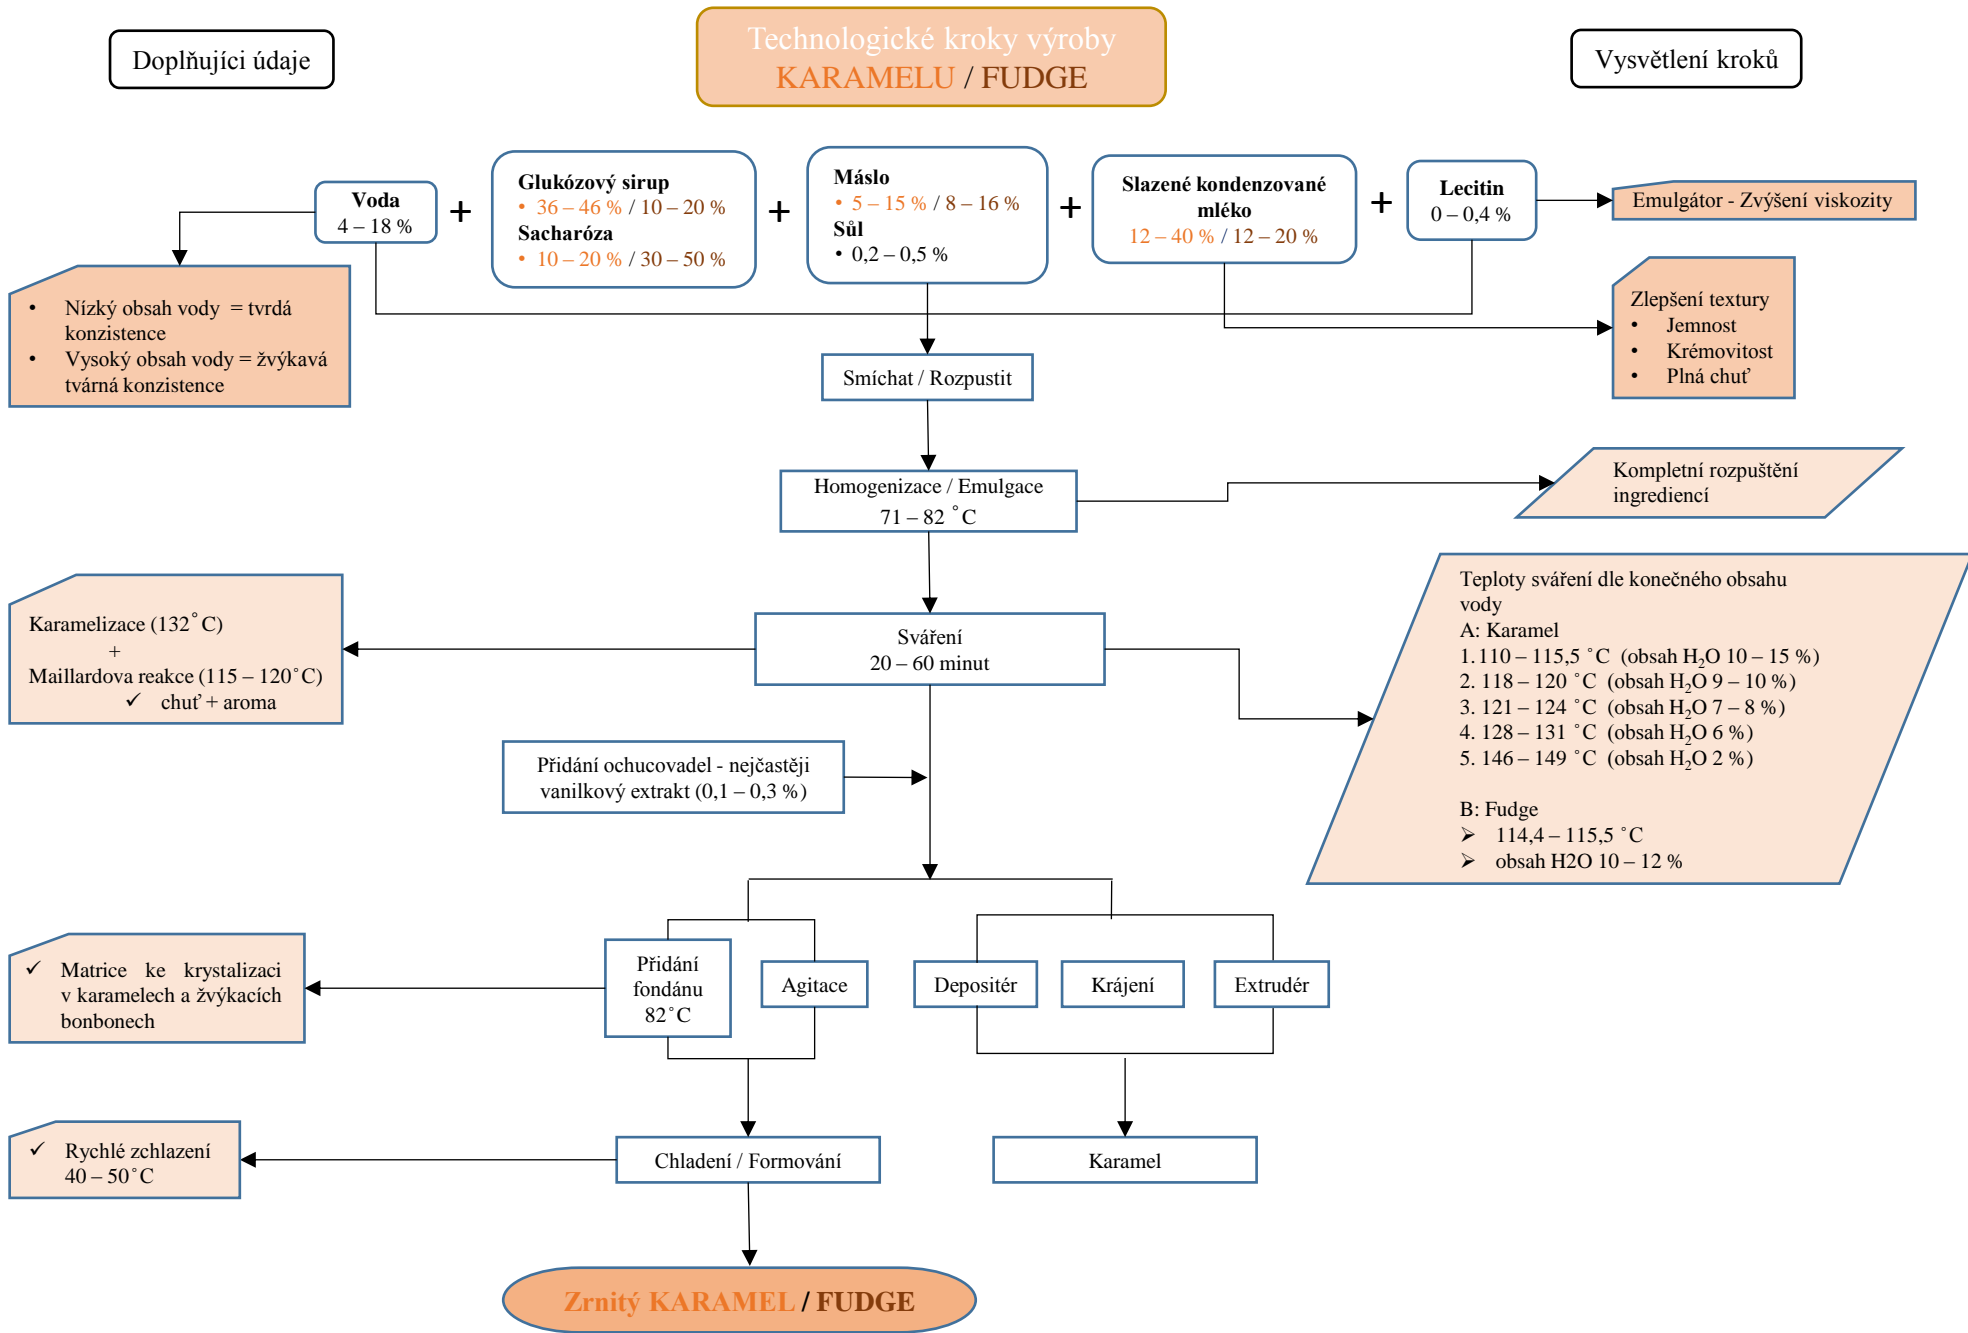 Doplňujíci údaje
Technologické kroky výroby
KARAMELU / FUDGE
Vysvětlení kroků
Voda
4 – 18 %
+
Glukózový sirup
• 36 – 46 % / 10 – 20 %
Sacharóza
• 10 – 20 % / 30 – 50 %
+
Máslo
• 5 – 15 % / 8 – 16 %
Sůl
• 0,2 – 0,5 %
+
Slazené kondenzované
mléko
12 – 40 % / 12 – 20 %
+
Lecitin
0 – 0,4 %
Emulgátor - Zvýšení viskozity
• Nízký obsah vody = tvrdá
konzistence
• Vysoký obsah vody = žvýkavá
tvárná konzistence
Zlepšení textury
• Jemnost
• Krémovitost
• Plná chuť
Smíchat / Rozpustit
Homogenizace / Emulgace
71 – 82 ˚C
Kompletní rozpuštění
ingrediencí
Karamelizace (132˚C)
+
Maillardova reakce (115 – 120˚C)
✓ chuť + aroma
Sváření
20 – 60 minut
Teploty sváření dle konečného obsahu
vody
A: Karamel
1. 110 – 115,5 ˚C (obsah H₂O 10 – 15 %)
2. 118 – 120 ˚C (obsah H₂O 9 – 10 %)
3. 121 – 124 ˚C (obsah H₂O 7 – 8 %)
4. 128 – 131 ˚C (obsah H₂O 6 %)
5. 146 – 149 ˚C (obsah H₂O 2 %)
B: Fudge
➢ 114,4 – 115,5 ˚C
➢ obsah H2O 10 – 12 %
Přidání ochucovadel - nejčastěji
vanilkový extrakt (0,1 – 0,3 %)
✓ Matrice ke krystalizaci
v karamelech a žvýkacích
bonbonech
Přidání
fondánu
82˚C
Agitace
Depositér
Krájení
Extrudér
✓ Rychlé zchlazení
40 – 50˚C
Chladení / Formování
Karamel
Zrnitý KARAMEL / FUDGE